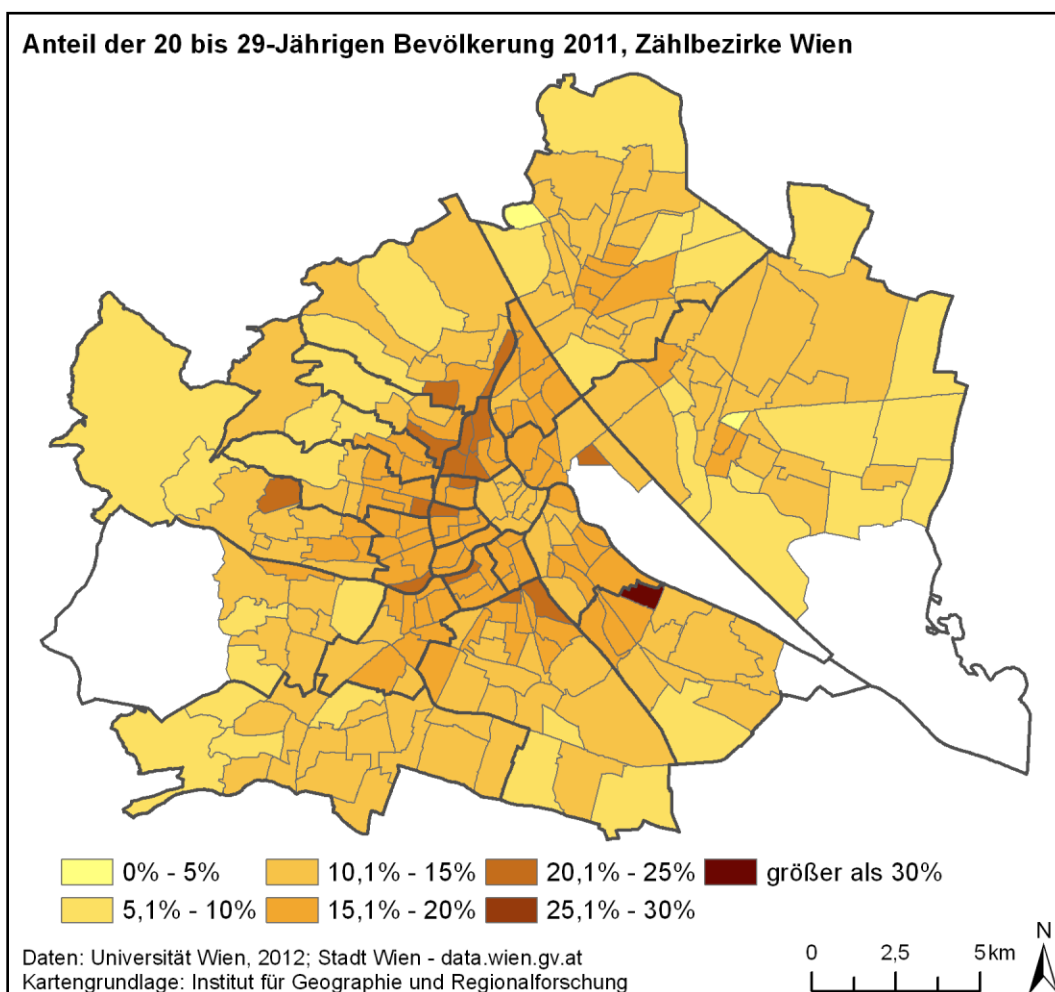 Anteil der 20 bis 29-Jährigen Bevölkerung 2011, Zählbezirke Wien
0% - 5% 10,1% - 15% 20,1% - 25% größer als 30%
5,1% - 10% 15,1% - 20% 25,1% - 30%
Daten: Universität Wien, 2012; Stadt Wien - data.wien.gv.at
Kartengrundlage: Institut für Geographie und Regionalforschung
0 2,5 5km
N